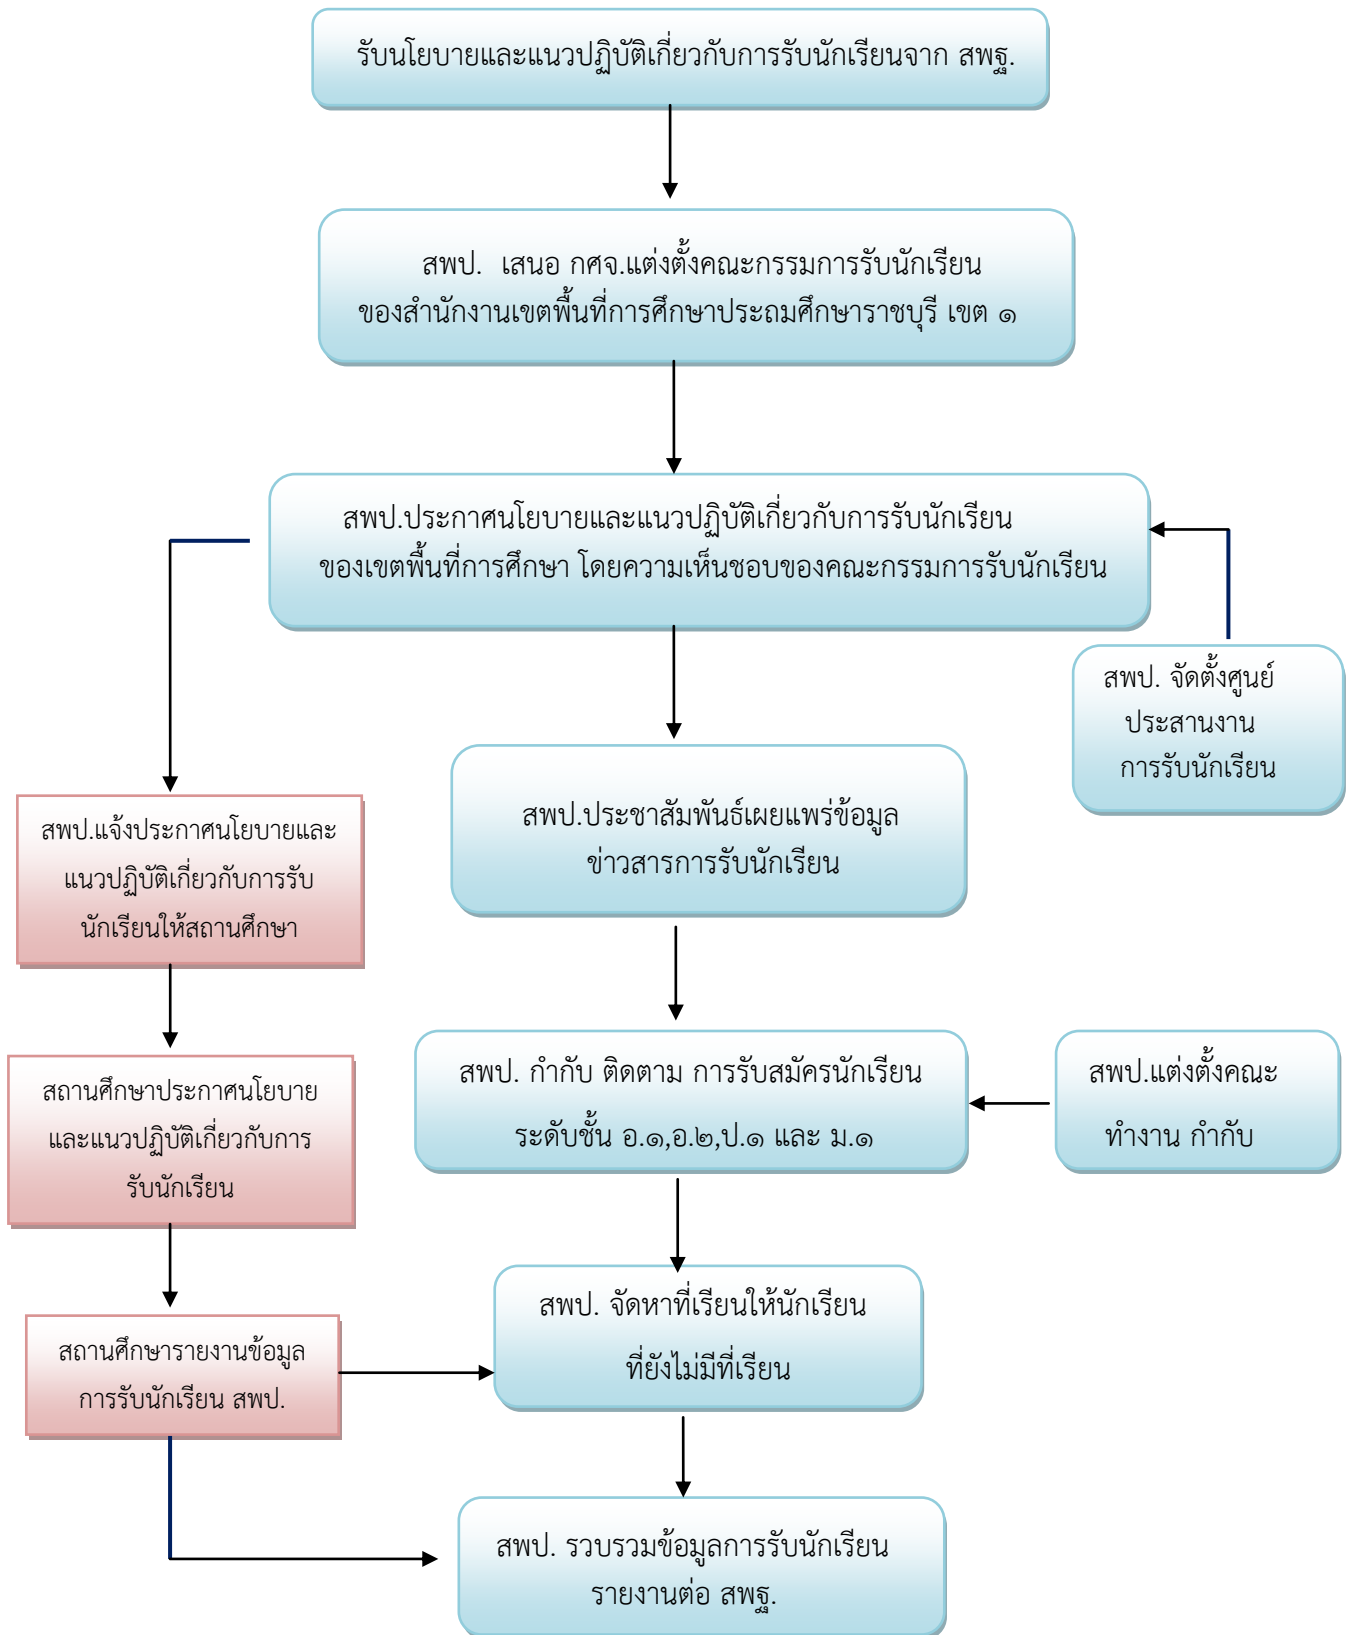 รับนโยบายและแนวปฏิบัติเกี่ยวกับการรับนักเรียนจาก สพฐ.
สพป.  เสนอ กศจ.แต่งตั้งคณะกรรมการรับนักเรียน
ของสำนักงานเขตพื้นที่การศึกษาประถมศึกษาราชบุรี เขต ๑
สพป.ประกาศนโยบายและแนวปฏิบัติเกี่ยวกับการรับนักเรียน
ของเขตพื้นที่การศึกษา โดยความเห็นชอบของคณะกรรมการรับนักเรียน
สพป. จัดตั้งศูนย์
ประสานงาน
การรับนักเรียน
สพป.ประชาสัมพันธ์เผยแพร่ข้อมูล
ข่าวสารการรับนักเรียน
สพป.แจ้งประกาศนโยบายและ
แนวปฏิบัติเกี่ยวกับการรับ
นักเรียนให้สถานศึกษา
สถานศึกษาประกาศนโยบาย
และแนวปฏิบัติเกี่ยวกับการ
รับนักเรียน
สพป. กำกับ ติดตาม การรับสมัครนักเรียน
ระดับชั้น อ.๑,อ.๒,ป.๑ และ ม.๑
สพป.แต่งตั้งคณะ
ทำงาน กำกับ
สถานศึกษารายงานข้อมูล
การรับนักเรียน สพป.
สพป. จัดหาที่เรียนให้นักเรียน
ที่ยังไม่มีที่เรียน
สพป. รวบรวมข้อมูลการรับนักเรียน
รายงานต่อ สพฐ.